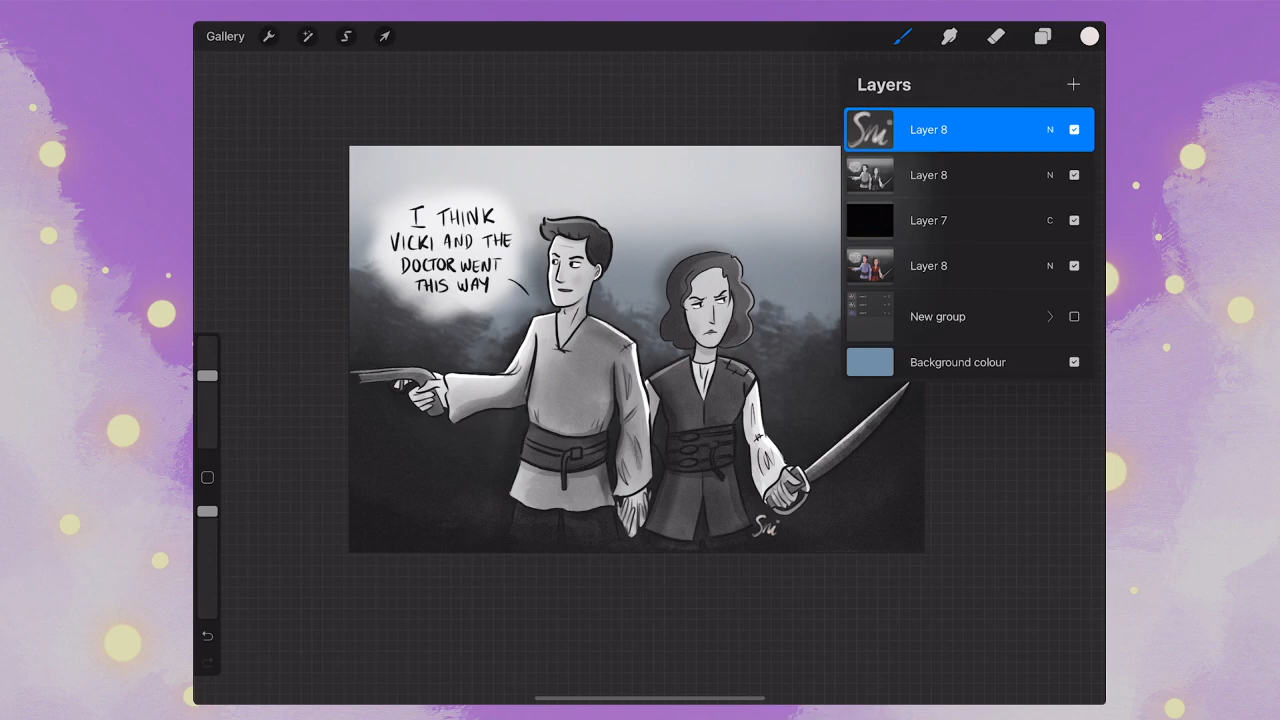 Gallery
Layers
Layer 8 N
Layer 8 N
Layer 7 C
Layer 8 N
New group
Background colour
I THINK
VICKI AND THE
DOCTOR WENT
THIS WAY